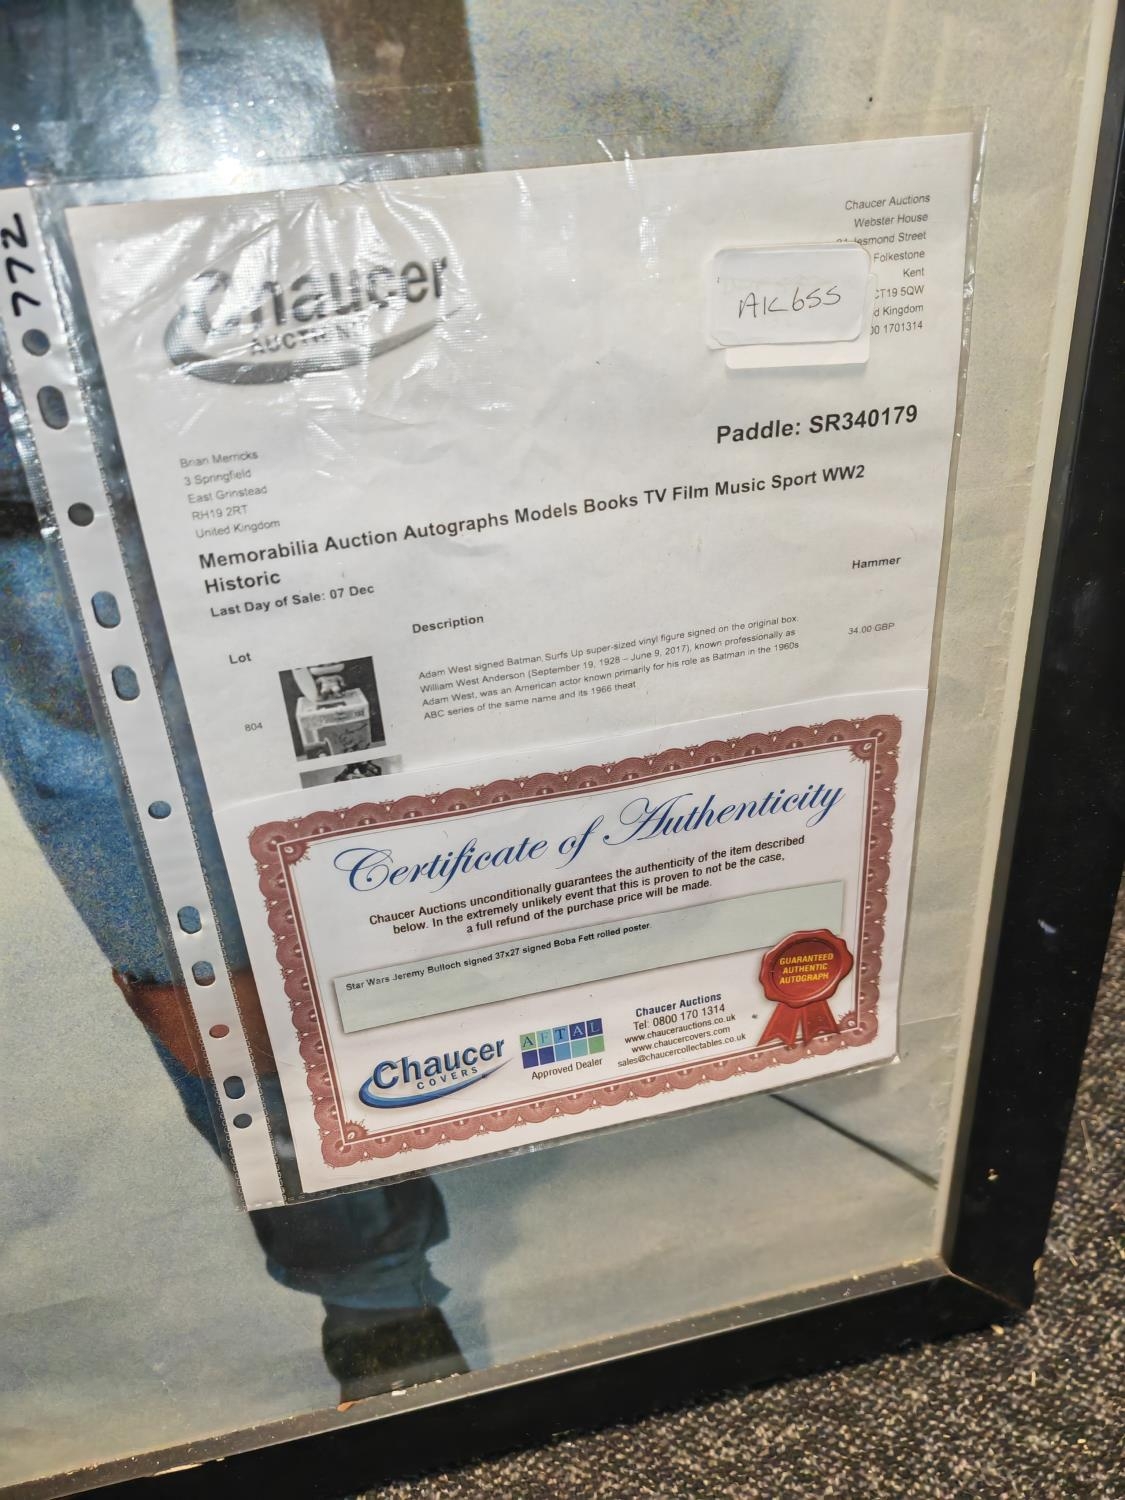 772
Chaucer
AUCTI
Chaucer Auctions
Webster House
Jesmond Street
Folkestone
Kent
CT19 5QW
d Kingdom
00 1701314
AK655
Paddle: SR340179
Brian Merricks
3 Springfield
East Grinstead
RH19 2RT
United Kingdom
Memorabilia Auction Autographs Models Books TV Film Music Sport WW2
Historic
Last Day of Sale: 07 Dec
Lot
Description
Hammer
804
Adam West signed Batman, Surfs Up super-sized vinyl figure signed on the original box.
William West Anderson (September 19, 1928 – June 9, 2017), known professionally as
Adam West, was an American actor known primarily for his role as Batman in the 1960s
ABC series of the same name and its 1966 theat
34.00 GBP
Certificate of Authenticity
Chaucer Auctions unconditionally guarantees the authenticity of the item described
below. In the extremely unlikely event that this is proven to not be the case,
a full refund of the purchase price will be made.
Star Wars Jeremy Bulloch signed 37x27 signed Boba Fett rolled poster.
GUARANTEED
AUTHENTIC
AUTOGRAPH
Chaucer
COVERS
AFTAL
Approved Dealer
Chaucer Auctions
Tel: 0800 170 1314
www.chaucerauctions.co.uk
www.chaucercovers.com
sales@chaucercollectables.co.uk